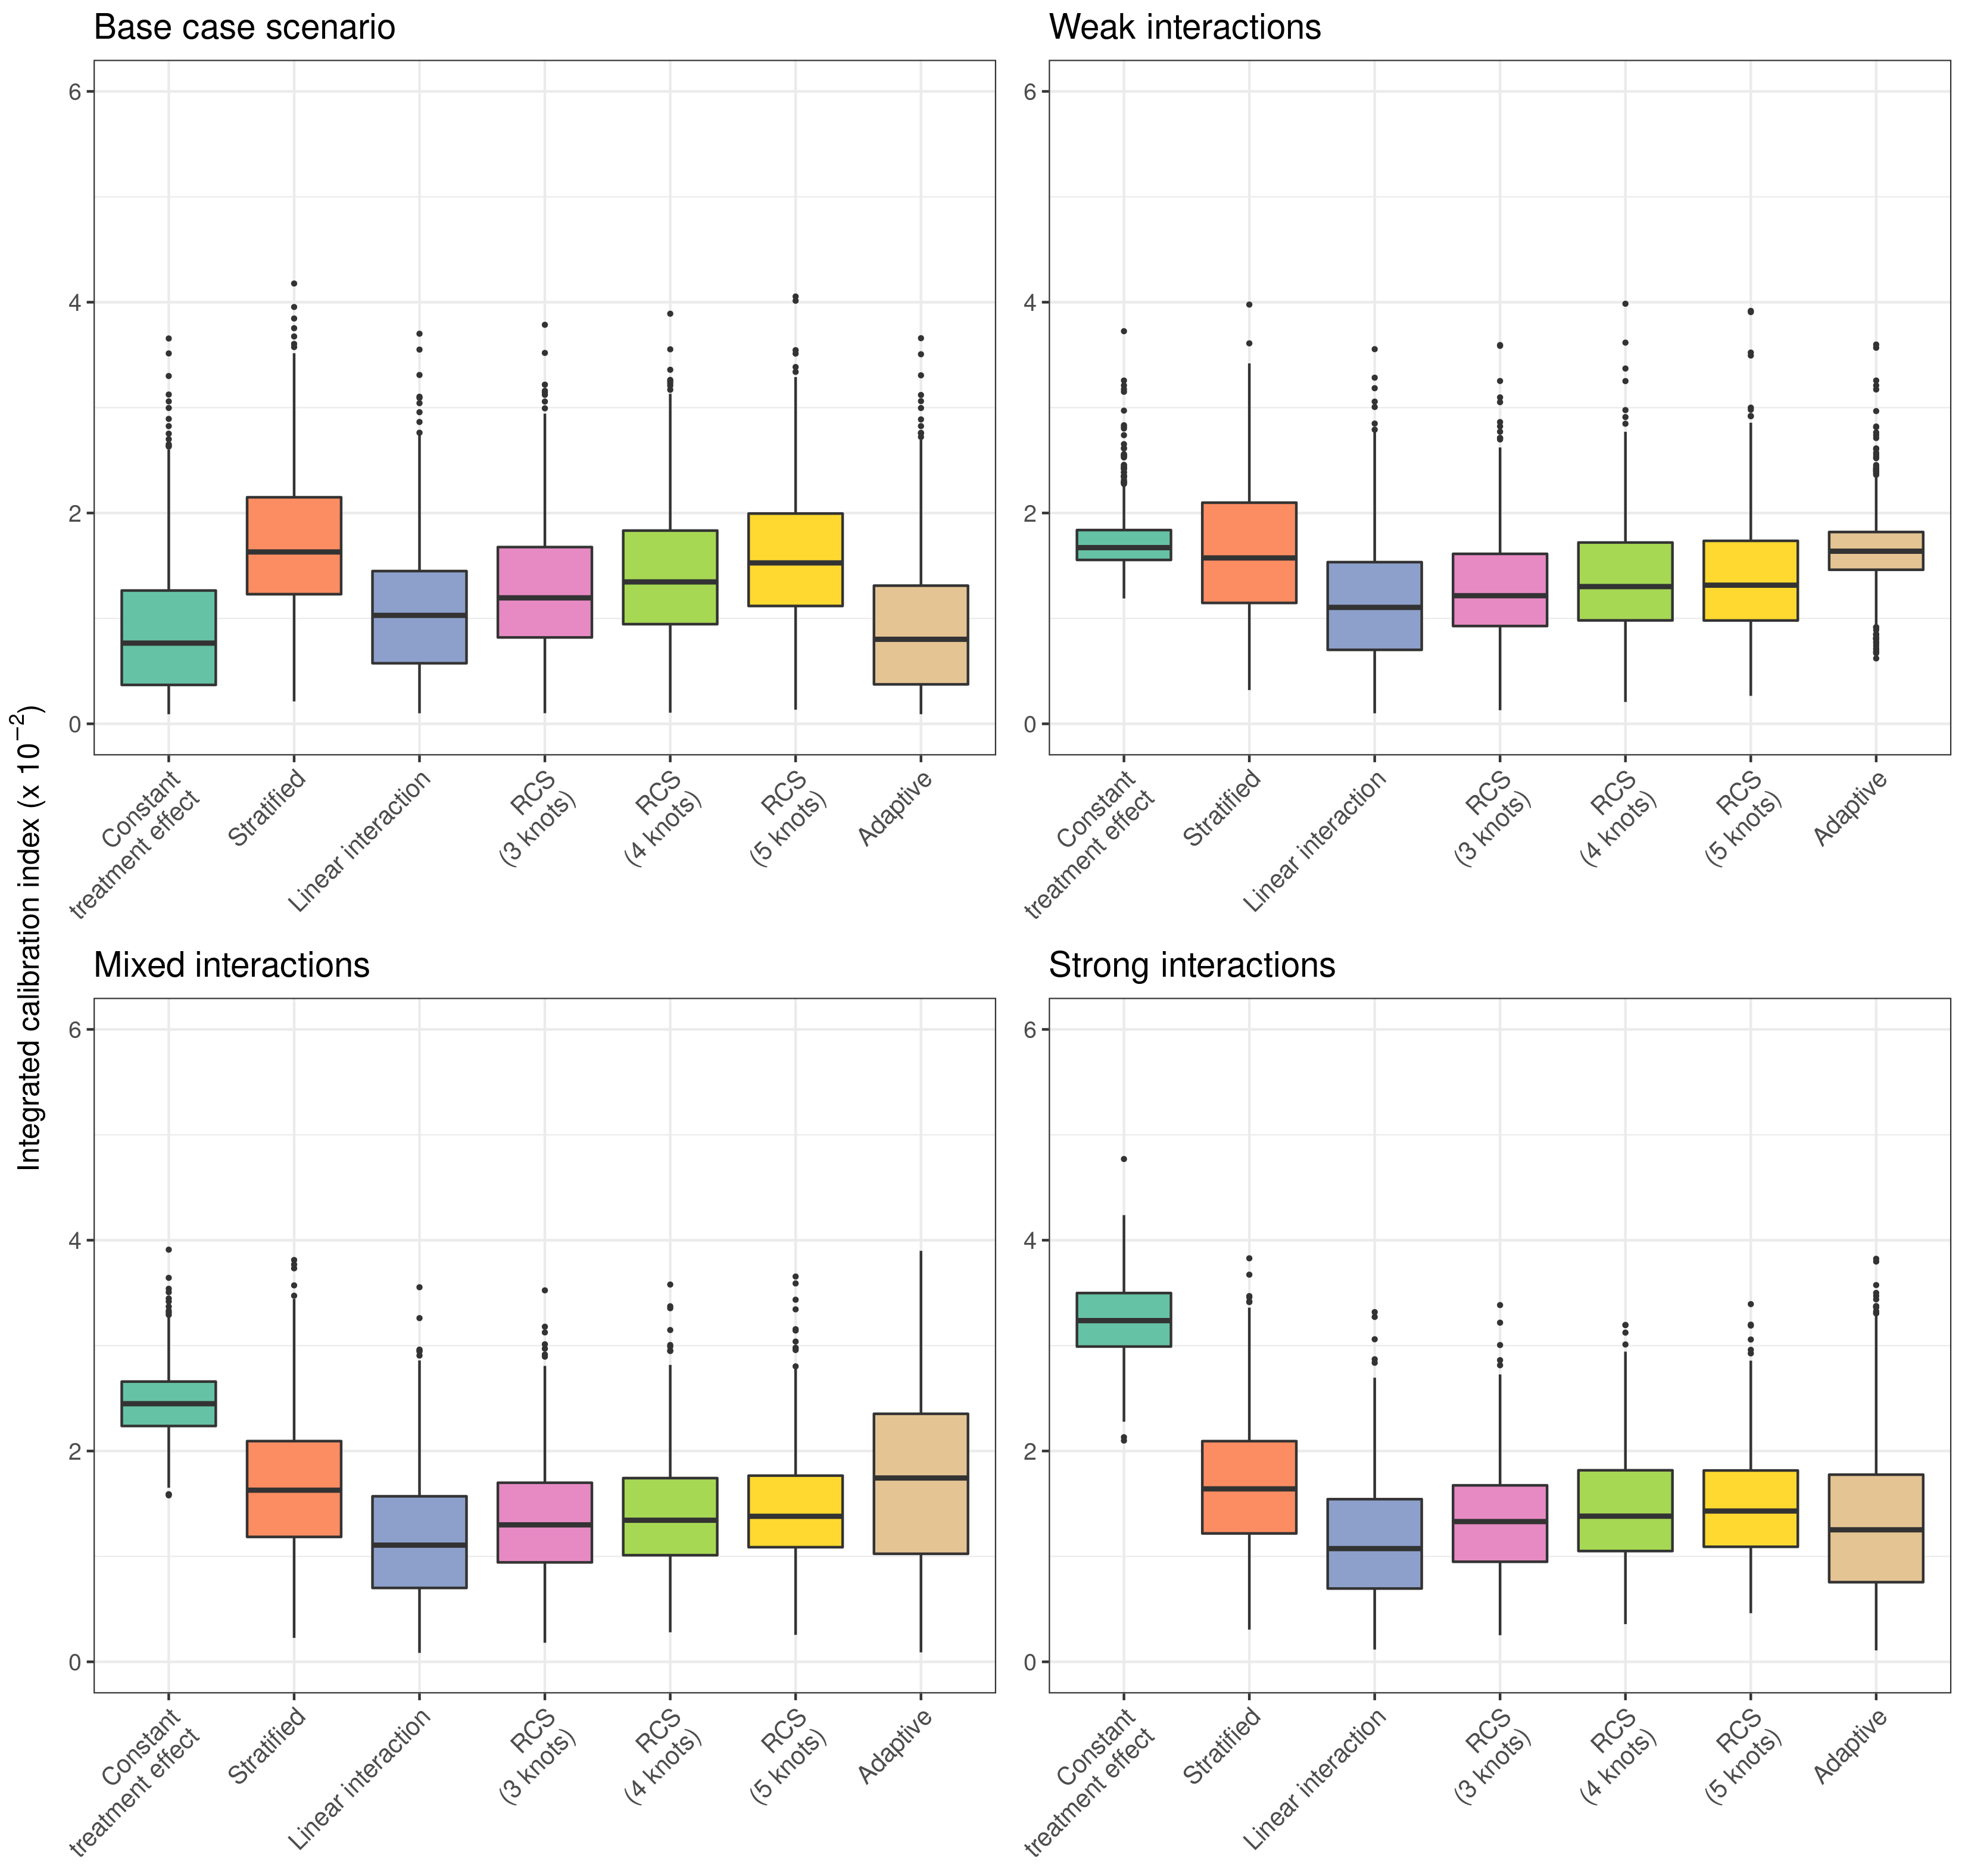 Base case scenario
Weak interactions
6
4
2
0
6
4
2
0
Constant
treatment effect
Stratified
Linear interaction
RCS
(3 knots)
RCS
(4 knots)
RCS
(5 knots)
Adaptive
Constant
treatment effect
Stratified
Linear interaction
RCS
(3 knots)
RCS
(4 knots)
RCS
(5 knots)
Adaptive
Integrated calibration index (x 10⁻²)
Mixed interactions
Strong interactions
6
4
2
0
6
4
2
0
Constant
treatment effect
Stratified
Linear interaction
RCS
(3 knots)
RCS
(4 knots)
RCS
(5 knots)
Adaptive
Constant
treatment effect
Stratified
Linear interaction
RCS
(3 knots)
RCS
(4 knots)
RCS
(5 knots)
Adaptive